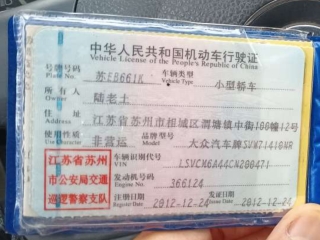 中华人民共和国机动车行驶证
Vehicle License of the People's Republic of China
号牌号码 苏EB661K 车辆类型 小型轿车
Plate No. Vehicle Type
所有人 陆老土
Owner
住址 江苏省苏州市相城区渭塘镇中街100幢12号
Address
使用性质 非营运 品牌型号 大众汽车牌SVW71410HR
Use Character Model
江苏省苏州
市公安局交通
巡逻警察支队
车辆识别代号
VIN LSVCM6A44CN200471
发动机号码 366124
Engine No.
注册日期 2012-12-24 发证日期 2012-12-24
Register Date Issue Date